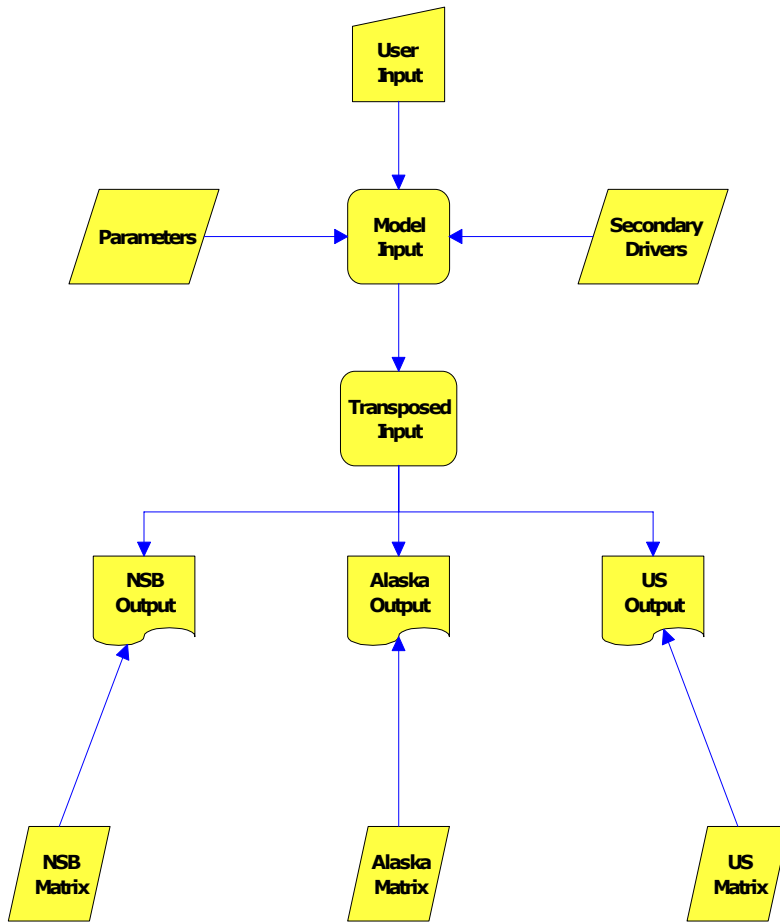 User
Input
Parameters
Model
Input
Secondary
Drivers
Transposed
Input
NSB
Output
Alaska
Output
US
Output
NSB
Matrix
Alaska
Matrix
US
Matrix